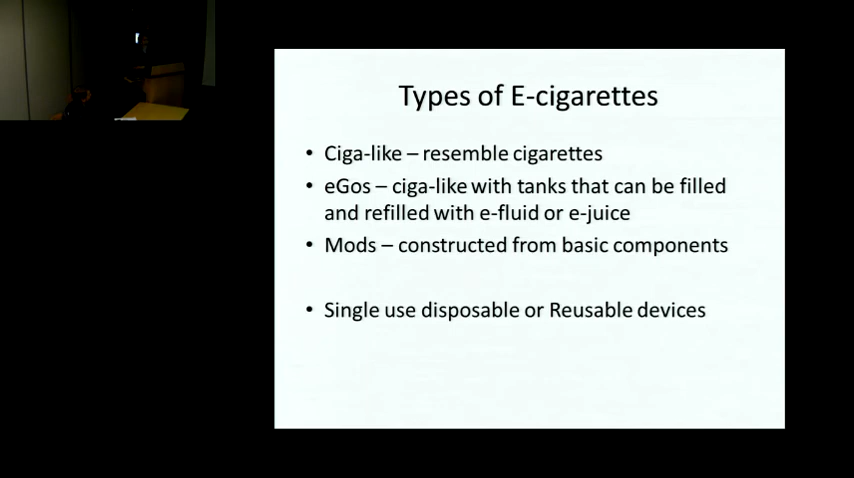 Types of E-cigarettes
• Ciga-like – resemble cigarettes
• eGos – ciga-like with tanks that can be filled
and refilled with e-fluid or e-juice
• Mods – constructed from basic components
• Single use disposable or Reusable devices